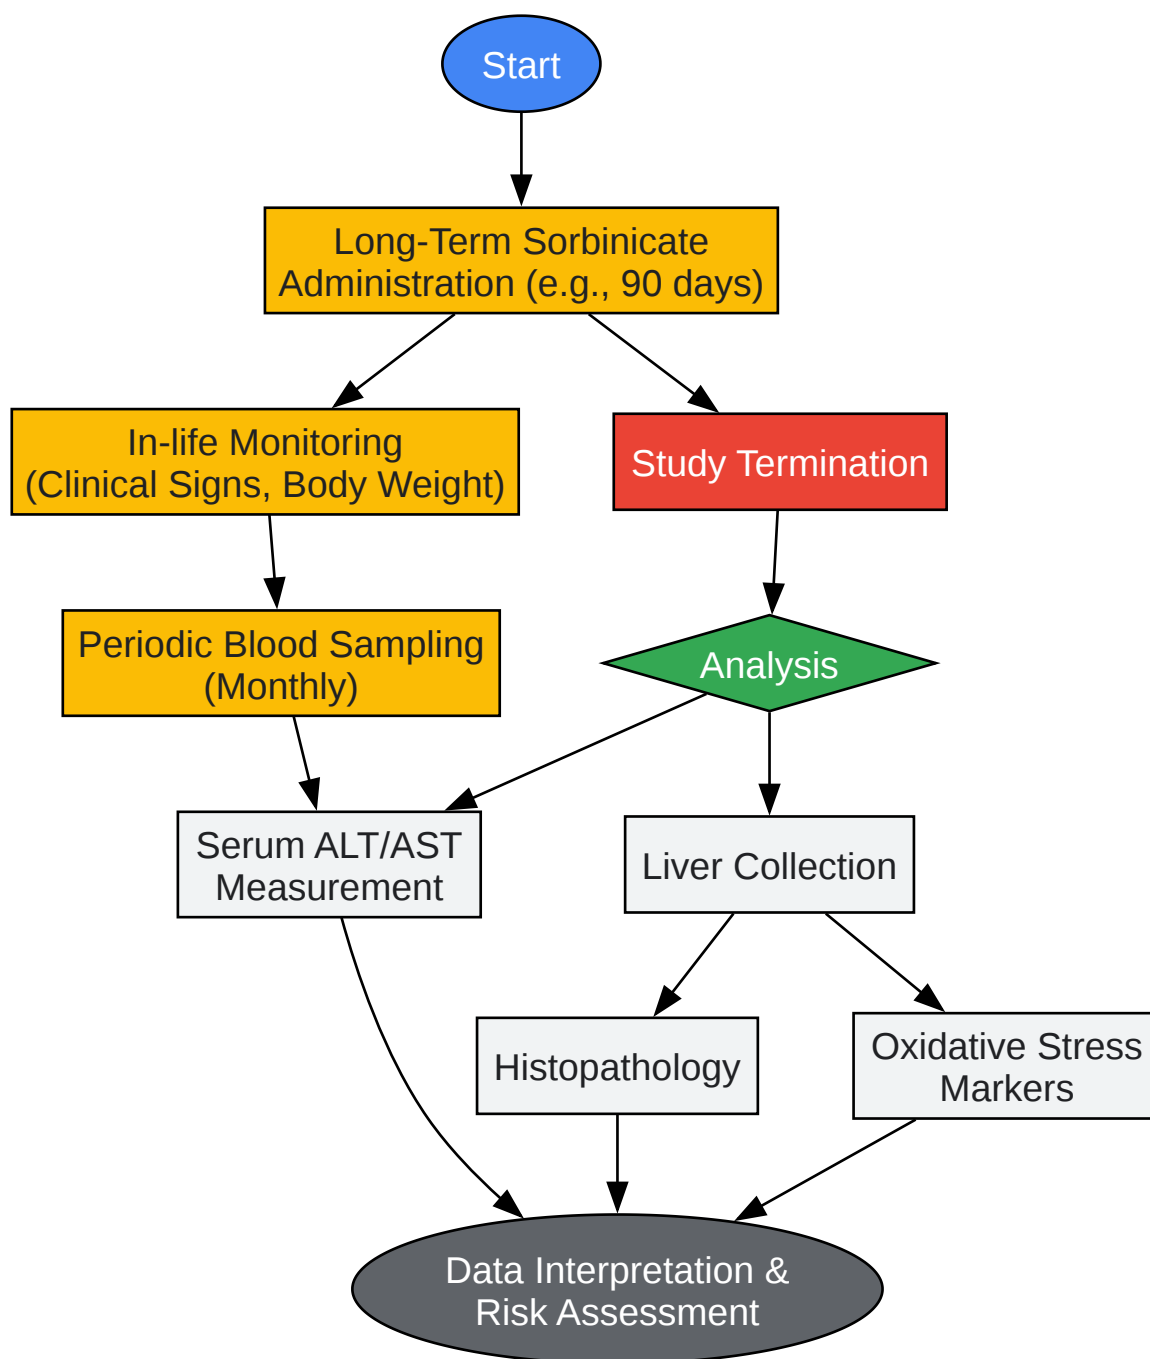 Start
Long-Term Sorbinicate
Administration (e.g., 90 days)
In-life Monitoring
(Clinical Signs, Body Weight)
Study Termination
Periodic Blood Sampling
(Monthly)
Analysis
Serum ALT/AST
Measurement
Liver Collection
Histopathology
Oxidative Stress
Markers
Data Interpretation &
Risk Assessment